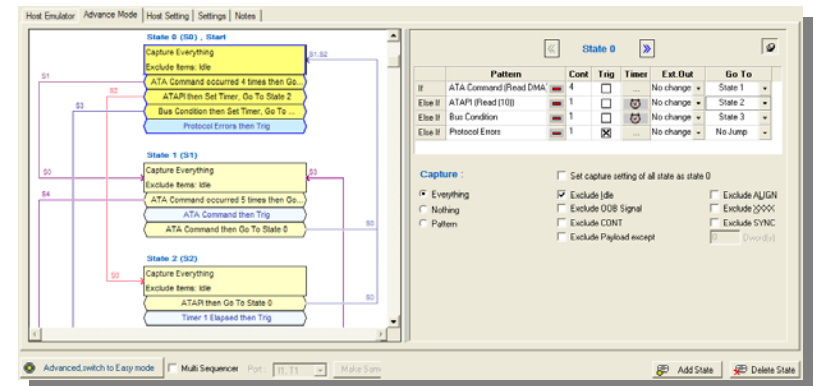 Host Emulator Advance Mode Host Setting Settings Notes
State 0 (S0) , Start
Capture Everything
Exclude Items: Idle
ATA Command occurred 4 times then Go...
ATAPI then Set Timer, Go To State 2
Bus Condition then Set Timer, Go To ...
Protocol Errors then Trig
S1.S2
S1
S2
S3
State 1 (S1)
Capture Everything
Exclude Items: Idle
ATA Command occurred 5 times then Go...
ATA Command then Trig
ATA Command then Go To State 0
S0
S3
S4
S0
State 2 (S2)
Capture Everything
Exclude Items: Idle
ATAPI then Go To State 0
Timer 1 Elapsed then Trig
S0
S0
State 0
Pattern Cont Trig Timer Ext.Out Go To
If ATA Command (Read DMA) 4 ... No change State 1
Else If ATAPI (Read (10)) 1 No change State 2
Else If Bus Condition 1 No change State 3
Else If Protocol Errors 1 ... No change No Jump
Capture :
Set capture setting of all state as state 0
Everything
Nothing
Pattern
Exclude Idle
Exclude OOB Signal
Exclude CONT
Exclude Payload except
Exclude ALIGN
Exclude XXXX
Exclude SYNC
0 Dword(s)
Advanced,switch to Easy mode Multi Sequencer Port : I1.T1 Make Sam
Add State Delete State